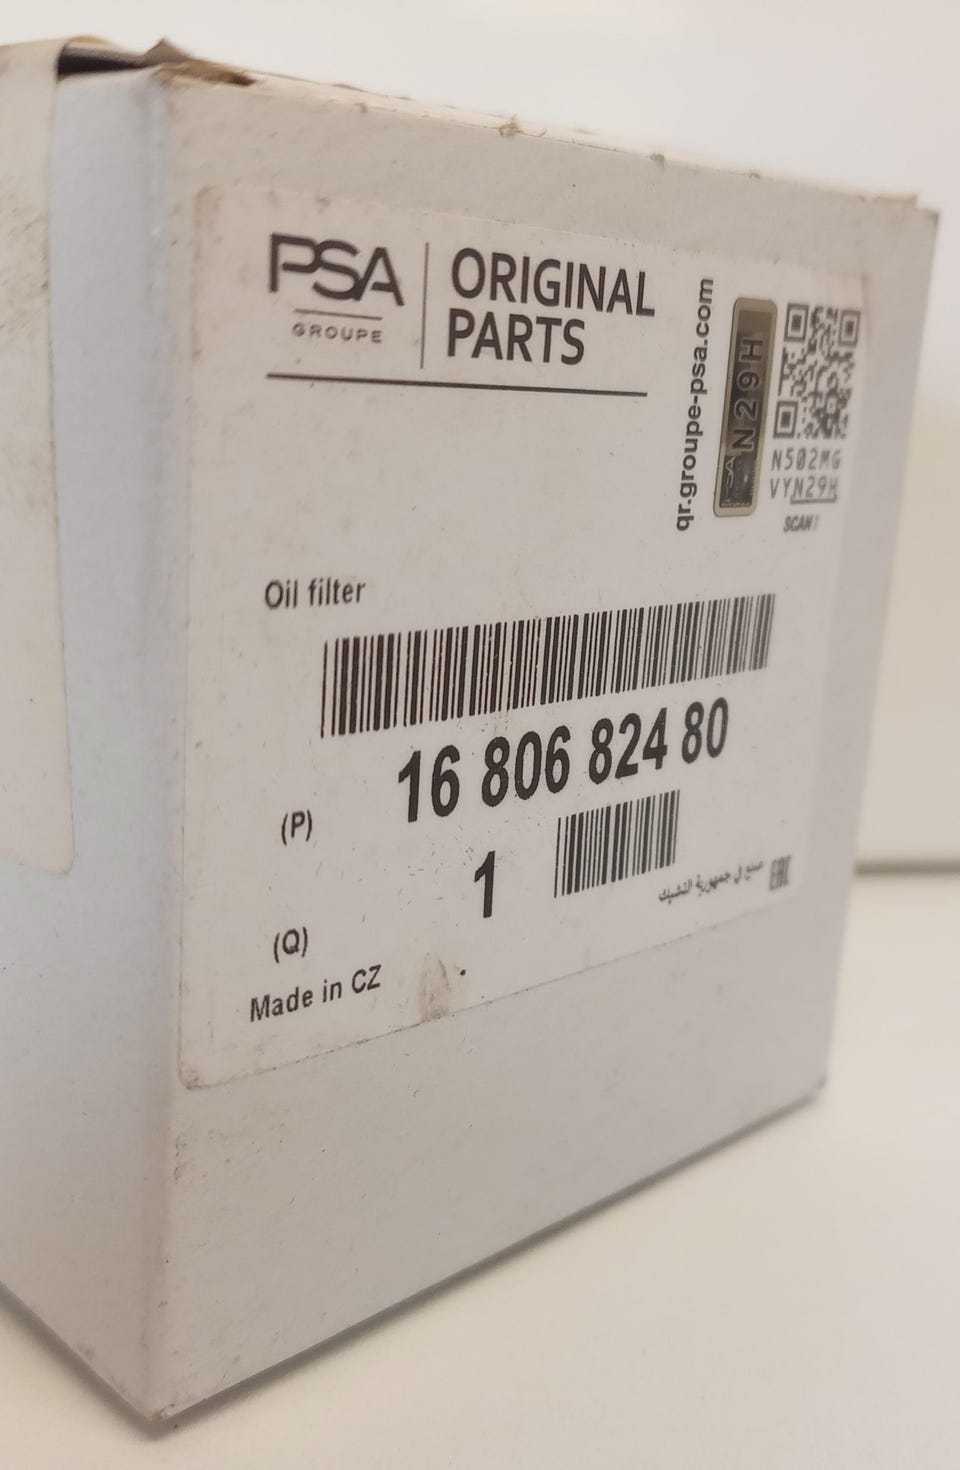 PSA
GROUPE
ORIGINAL
PARTS
qr.groupe-psa.com
N29H
N502MG
VYN29H
SCAN!
Oil filter
16 806 824 80
(P)
1
(Q)
صنع في جمهورية التشيك
EAC
Made in CZ